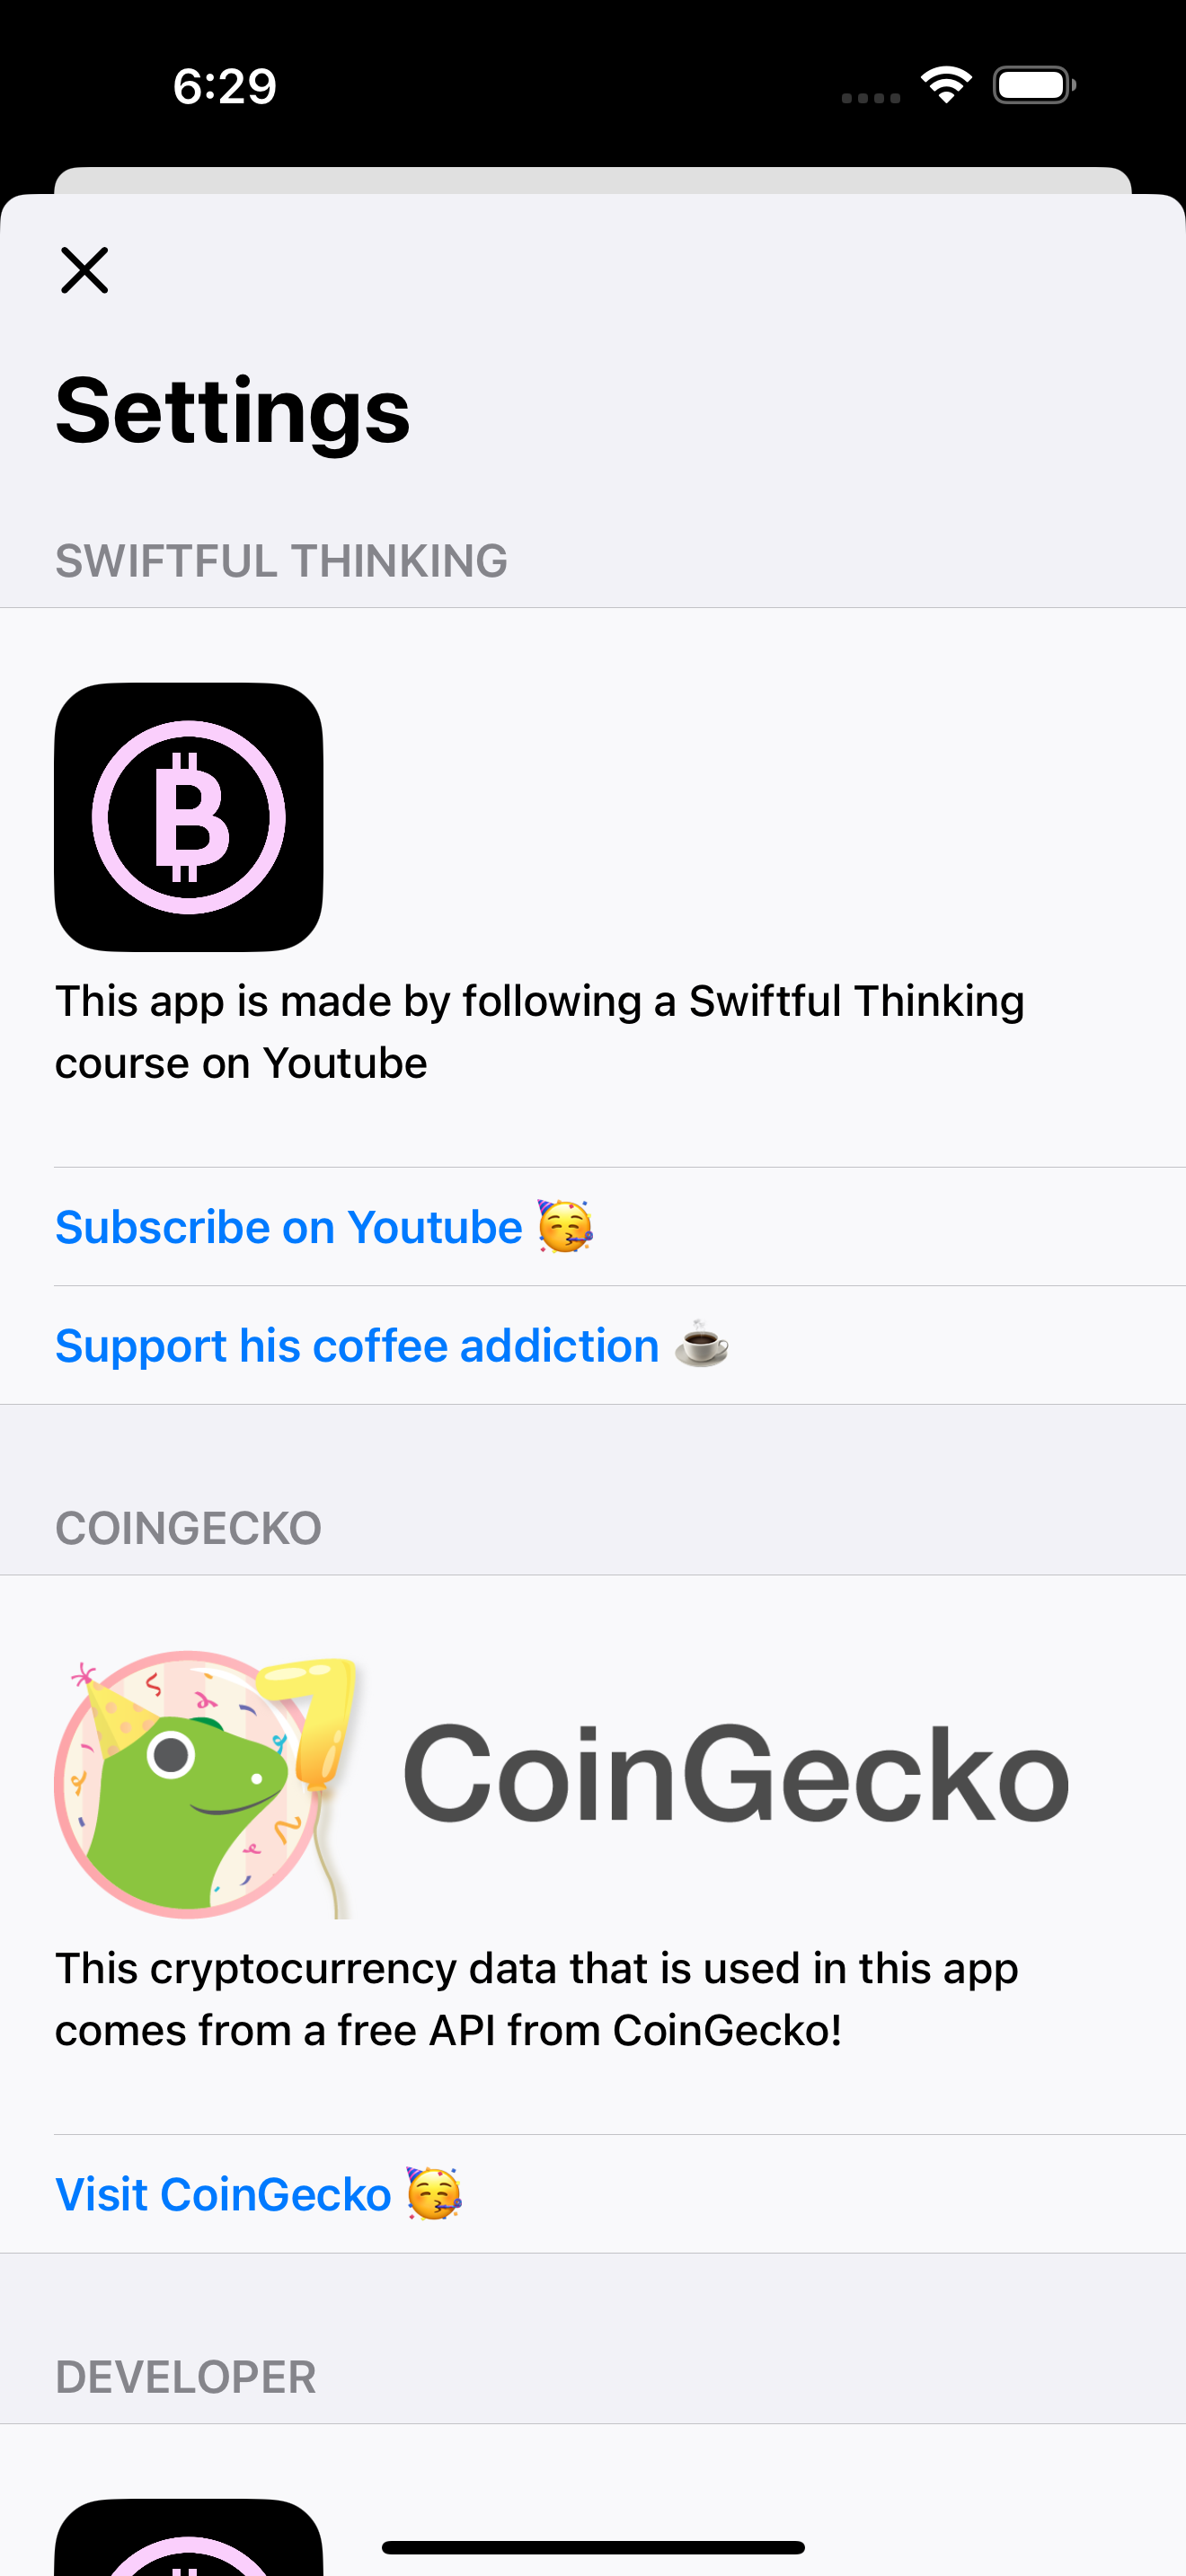 6:29
Settings
SWIFTFUL THINKING
This app is made by following a Swiftful Thinking
course on Youtube
Subscribe on Youtube 🥳
Support his coffee addiction ☕
COINGECKO
7
CoinGecko
This cryptocurrency data that is used in this app
comes from a free API from CoinGecko!
Visit CoinGecko 🥳
DEVELOPER